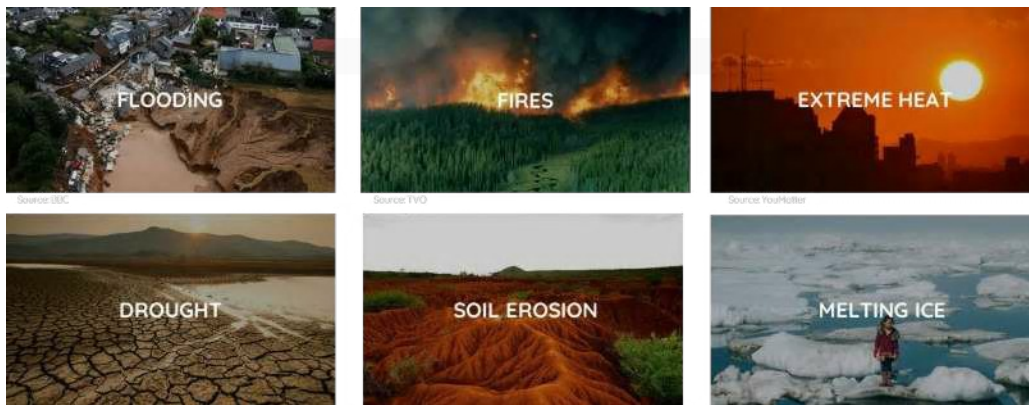 FLOODING
FIRES
EXTREME HEAT
Source: BBC
Source: TVO
Source: YouMatter
DROUGHT
SOIL EROSION
MELTING ICE